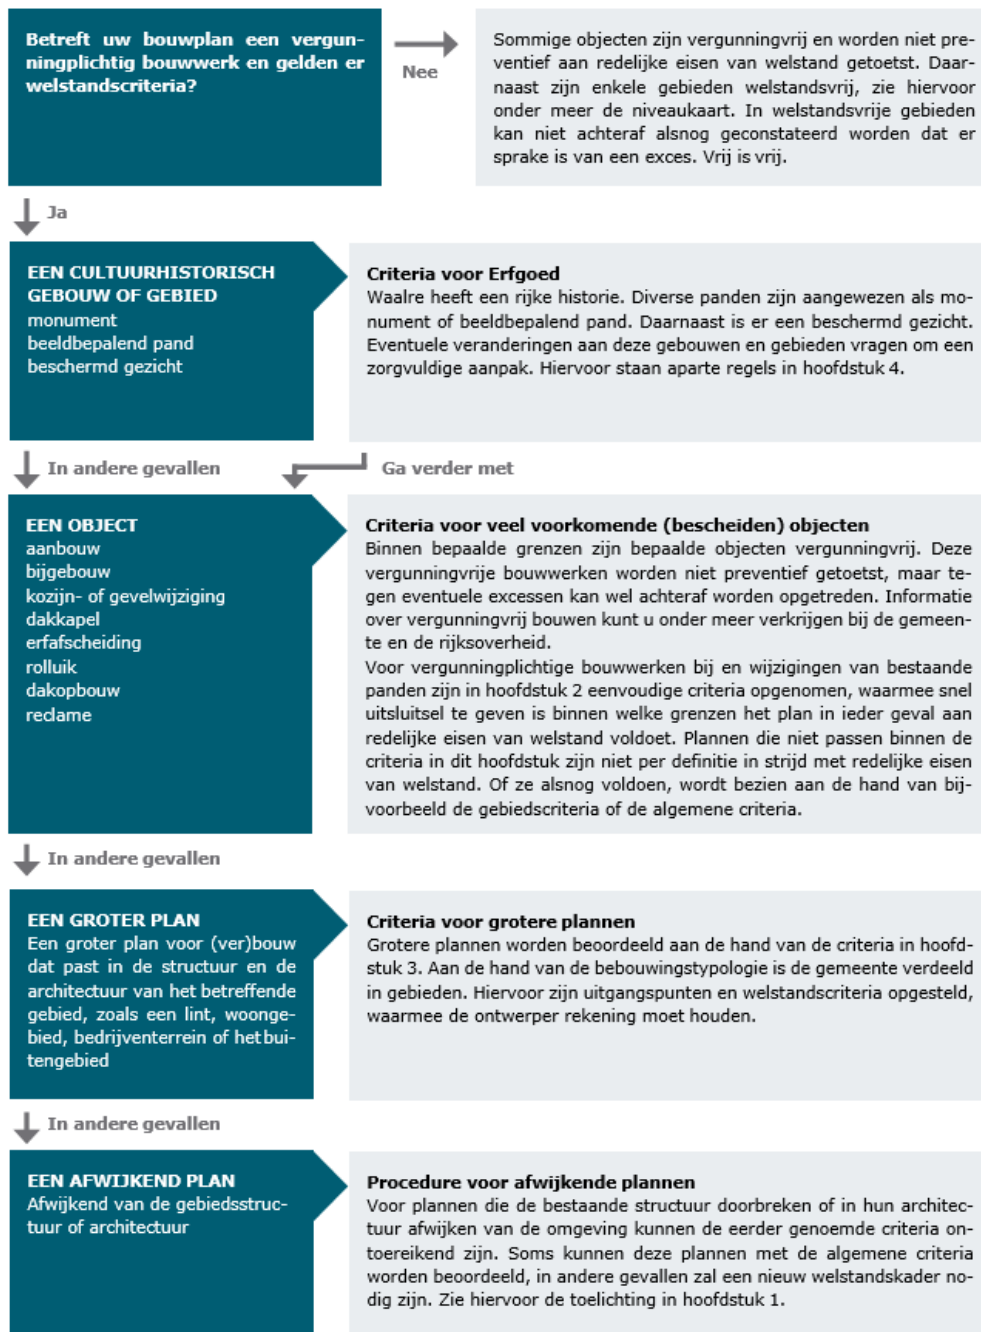 Betreft uw bouwplan een vergun-
ningplichtig bouwwerk en gelden er
welstandscriteria?
Nee
Sommige objecten zijn vergunningvrij en worden niet pre-
ventief aan redelijke eisen van welstand getoetst. Daar-
naast zijn enkele gebieden welstandsvrij, zie hiervoor
onder meer de niveaukaart. In welstandsvrije gebieden
kan niet achteraf alsnog geconstateerd worden dat er
sprake is van een exces. Vrij is vrij.
Ja
EEN CULTUURHISTORISCH
GEBOUW OF GEBIED
monument
beeldbepalend pand
beschermd gezicht
Criteria voor Erfgoed
Waalre heeft een rijke historie. Diverse panden zijn aangewezen als mo-
nument of beeldbepalend pand. Daarnaast is er een beschermd gezicht.
Eventuele veranderingen aan deze gebouwen en gebieden vragen om een
zorgvuldige aanpak. Hiervoor staan aparte regels in hoofdstuk 4.
In andere gevallen
Ga verder met
EEN OBJECT
aanbouw
bijgebouw
kozijn- of gevelwijziging
dakkapel
erfafscheiding
rolluik
dakopbouw
reclame
Criteria voor veel voorkomende (bescheiden) objecten
Binnen bepaalde grenzen zijn bepaalde objecten vergunningvrij. Deze
vergunningvrije bouwwerken worden niet preventief getoetst, maar te-
gen eventuele excessen kan wel achteraf worden opgetreden. Informatie
over vergunningvrij bouwen kunt u onder meer verkrijgen bij de gemeen-
te en de rijksoverheid.
Voor vergunningplichtige bouwwerken bij en wijzigingen van bestaande
panden zijn in hoofdstuk 2 eenvoudige criteria opgenomen, waarmee snel
uitsluitsel te geven is binnen welke grenzen het plan in ieder geval aan
redelijke eisen van welstand voldoet. Plannen die niet passen binnen de
criteria in dit hoofdstuk zijn niet per definitie in strijd met redelijke eisen
van welstand. Of ze alsnog voldoen, wordt bezien aan de hand van bij-
voorbeeld de gebiedscriteria of de algemene criteria.
In andere gevallen
EEN GROTER PLAN
Een groter plan voor (ver)bouw
dat past in de structuur en de
architectuur van het betreffende
gebied, zoals een lint, woonge-
bied, bedrijventerrein of het bui-
tengebied
Criteria voor grotere plannen
Grotere plannen worden beoordeeld aan de hand van de criteria in hoofd-
stuk 3. Aan de hand van de bebouwingstypologie is de gemeente verdeeld
in gebieden. Hiervoor zijn uitgangspunten en welstandscriteria opgesteld,
waarmee de ontwerper rekening moet houden.
In andere gevallen
EEN AFWIJKEND PLAN
Afwijkend van de gebiedsstruc-
tuur of architectuur
Procedure voor afwijkende plannen
Voor plannen die de bestaande structuur doorbreken of in hun architec-
tuur afwijken van de omgeving kunnen de eerder genoemde criteria on-
toereikend zijn. Soms kunnen deze plannen met de algemene criteria
worden beoordeeld, in andere gevallen zal een nieuw welstandskader no-
dig zijn. Zie hiervoor de toelichting in hoofdstuk 1.